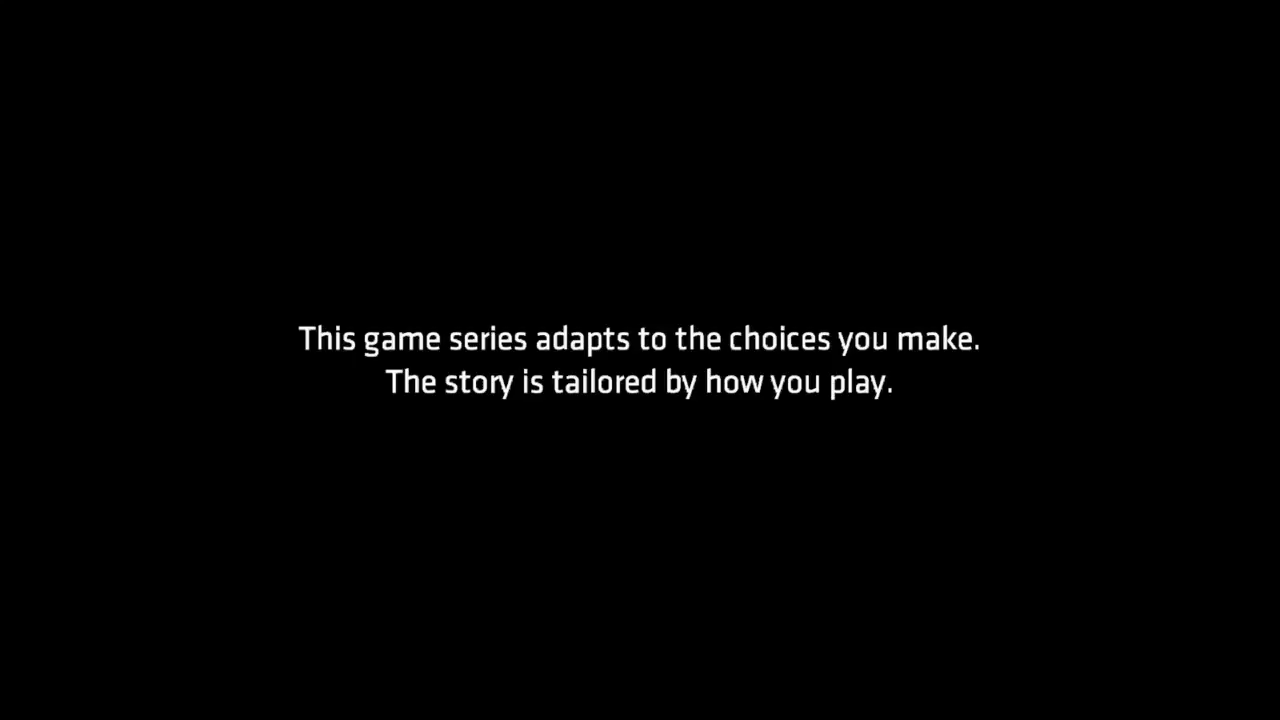 This game series adapts to the choices you make.
The story is tailored by how you play.